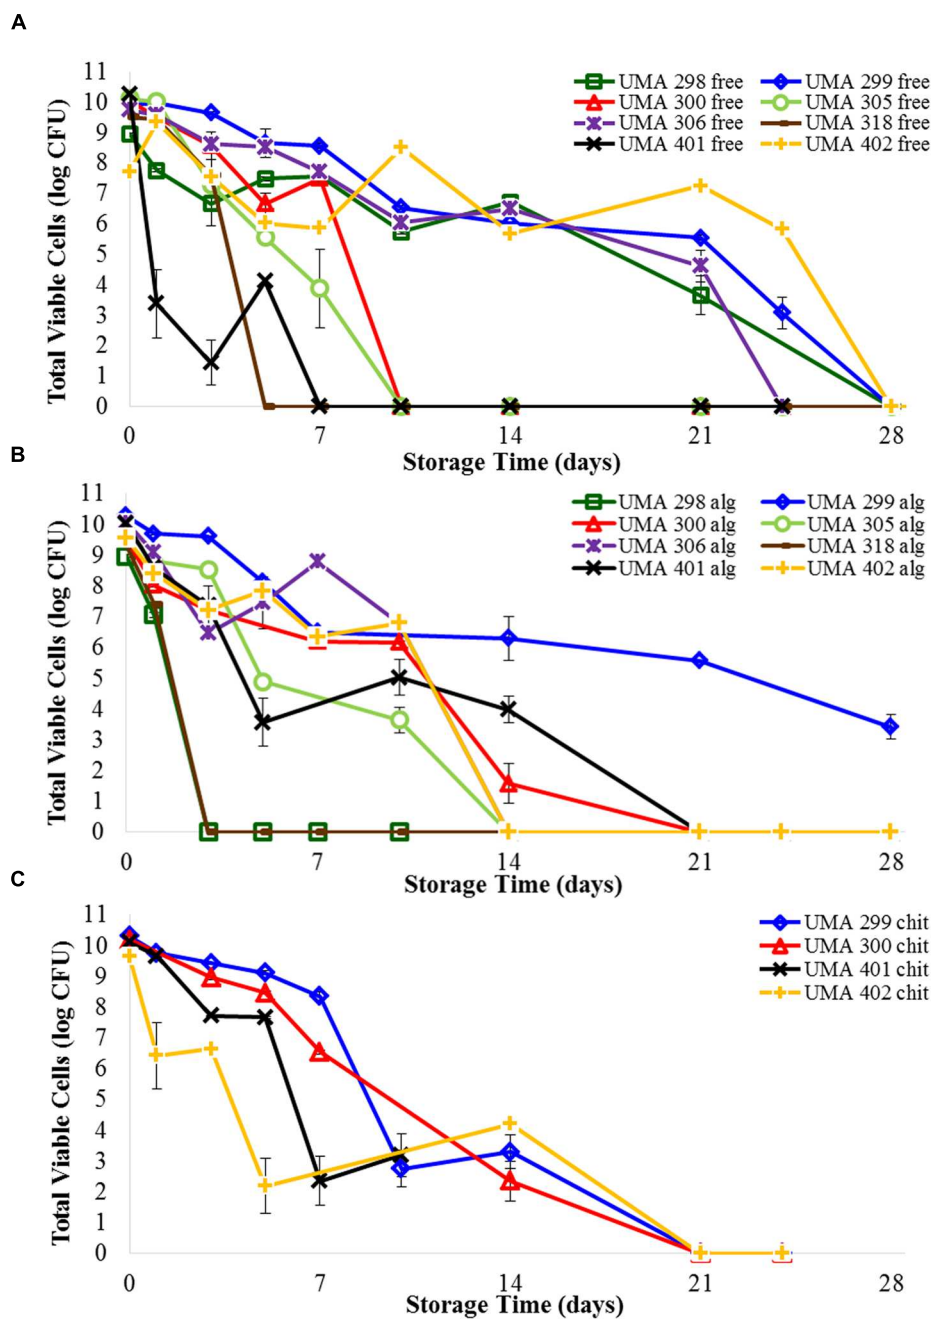 A
UMA 298 free UMA 299 free
UMA 300 free UMA 305 free
UMA 306 free UMA 318 free
UMA 401 free UMA 402 free
Total Viable Cells (log CFU)
11
10
9
8
7
6
5
4
3
2
1
0
0 7 14 21 28
Storage Time (days)
B
UMA 298 alg UMA 299 alg
UMA 300 alg UMA 305 alg
UMA 306 alg UMA 318 alg
UMA 401 alg UMA 402 alg
Total Viable Cells (log CFU)
11
10
9
8
7
6
5
4
3
2
1
0
0 7 14 21 28
Storage Time (days)
C
UMA 299 chit
UMA 300 chit
UMA 401 chit
UMA 402 chit
Total Viable Cells (log CFU)
11
10
9
8
7
6
5
4
3
2
1
0
0 7 14 21 28
Storage Time (days)